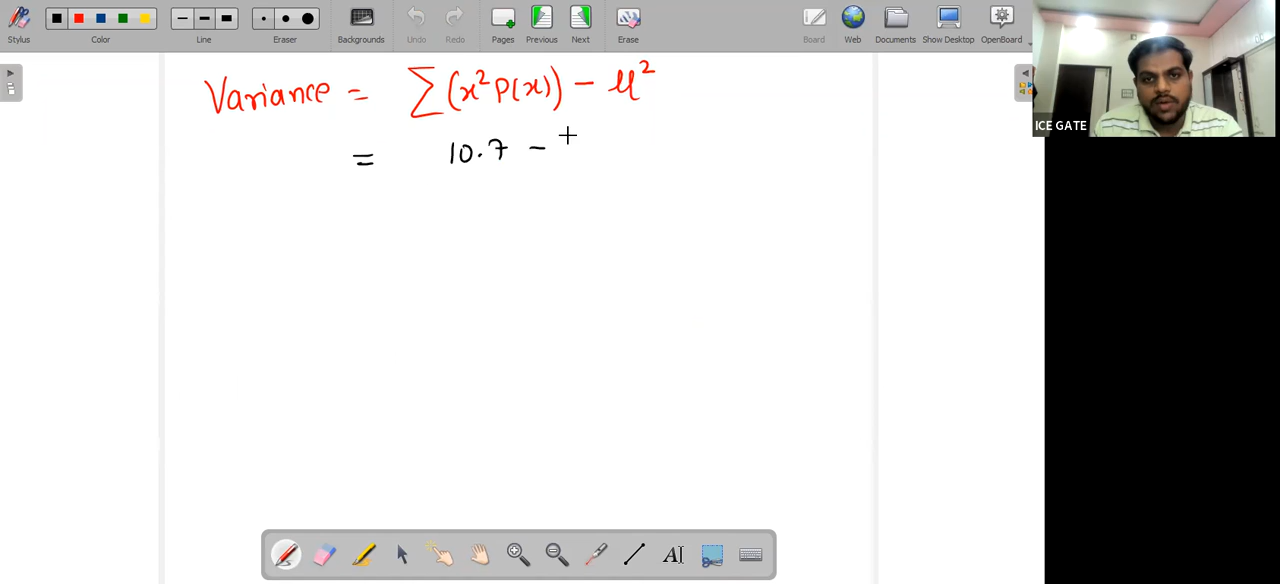 Stylus Color Line Eraser Backgrounds Undo Redo Pages Previous Next Erase Board Web Documents Show Desktop OpenBoard
ICE GATE
Variance = ∑(x²P(x)) - μ²
= 10.7 -